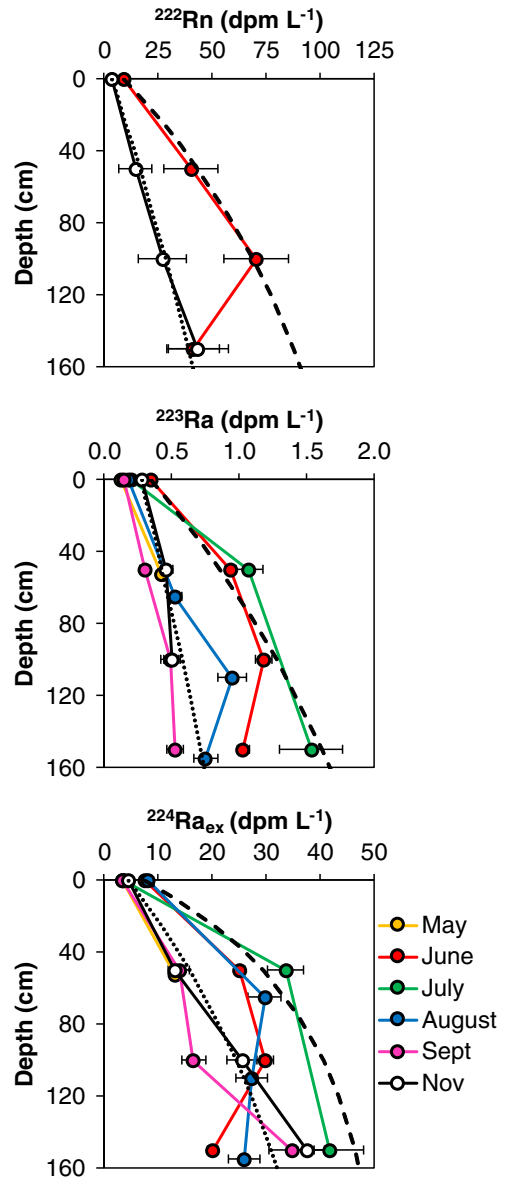 ²²²Rn (dpm L⁻¹)
0 25 50 75 100 125
0
40
80
120
160
Depth (cm)
²²³Ra (dpm L⁻¹)
0.0 0.5 1.0 1.5 2.0
0
40
80
120
160
Depth (cm)
²²⁴Raₑₓ (dpm L⁻¹)
0 10 20 30 40 50
0
40
80
120
160
Depth (cm)
May
June
July
August
Sept
Nov